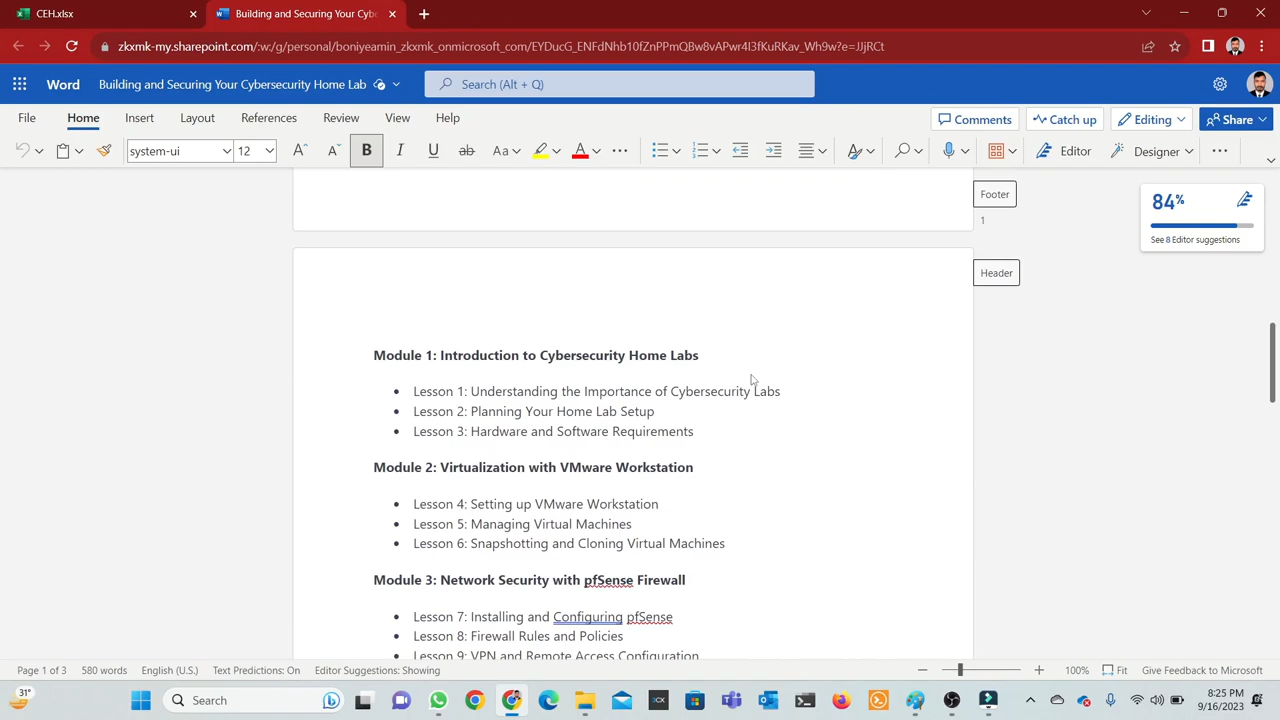 CEH.xlsx
Building and Securing Your Cybe
zkxmk-my.sharepoint.com/:w:/g/personal/boniyeamin_zkxmk_onmicrosoft_com/EYDucG_ENFdNhb10fZnPPmQBw8vAPwr4I3fKuRKav_Wh9w?e=JJjRCt
Word
Building and Securing Your Cybersecurity Home Lab
Search (Alt + Q)
File
Home
Insert
Layout
References
Review
View
Help
Comments
Catch up
Editing
Share
system-ui
12
Editor
Designer
Footer
1
84%
See 8 Editor suggestions
Header
Module 1: Introduction to Cybersecurity Home Labs
• Lesson 1: Understanding the Importance of Cybersecurity Labs
• Lesson 2: Planning Your Home Lab Setup
• Lesson 3: Hardware and Software Requirements
Module 2: Virtualization with VMware Workstation
• Lesson 4: Setting up VMware Workstation
• Lesson 5: Managing Virtual Machines
• Lesson 6: Snapshotting and Cloning Virtual Machines
Module 3: Network Security with pfSense Firewall
• Lesson 7: Installing and Configuring pfSense
• Lesson 8: Firewall Rules and Policies
• Lesson 9: VPN and Remote Access Configuration
Page 1 of 3
580 words
English (U.S.)
Text Predictions: On
Editor Suggestions: Showing
100%
Fit
Give Feedback to Microsoft
31°
Search
8:25 PM
9/16/2023